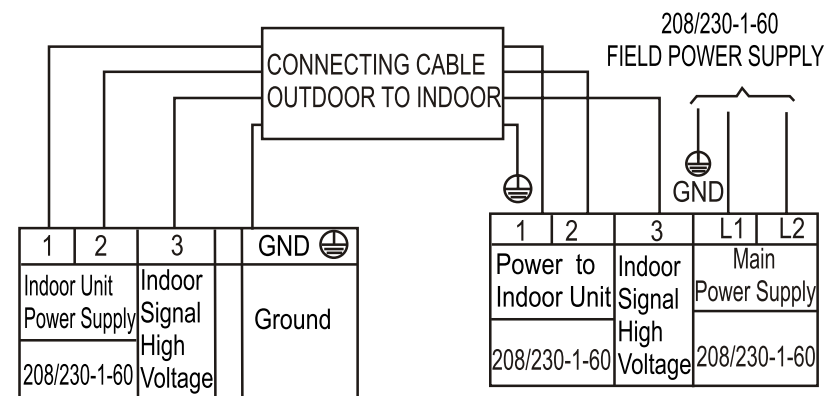 208/230-1-60
FIELD POWER SUPPLY
CONNECTING CABLE
OUTDOOR TO INDOOR
GND
1 2 3 GND
Indoor Unit
Power Supply
208/230-1-60
Indoor
Signal
High
Voltage
Ground
1 2 3 L1 L2
Power to
Indoor Unit
208/230-1-60
Indoor
Signal
High
Voltage
Main
Power Supply
208/230-1-60